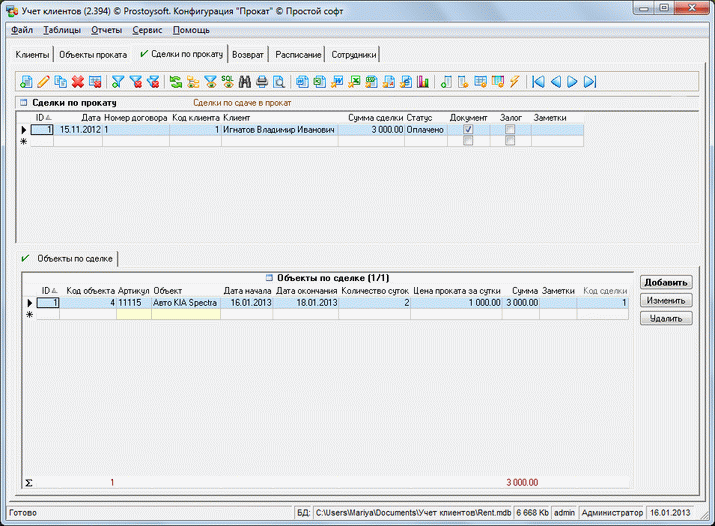 Учет клиентов (2.394) © Prostoysoft. Конфигурация "Прокат" © Простой софт
Файл Таблицы Отчеты Сервис Помощь
Клиенты Объекты проката Сделки по прокату Возврат Расписание Сотрудники
SQL
Сделки по прокату Сделки по сдаче в прокат
ID Дата Номер договора Код клиента Клиент Сумма сделки Статус Документ Залог Заметки
1 15.11.2012 1 1 Игнатов Владимир Иванович 3 000.00 Оплачено
Объекты по сделке
Объекты по сделке (1/1)
ID Код объекта Артикул Объект Дата начала Дата окончания Количество суток Цена проката за сутки Сумма Заметки Код сделки
1 4 11115 Авто KIA Spectra 16.01.2013 18.01.2013 2 1 000.00 3 000.00 1
Добавить
Изменить
Удалить
Σ 1 3 000.00
Готово БД: C:\Users\Mariya\Documents\Учет клиентов\Rent.mdb 6 668 Kb admin Администратор 16.01.2013